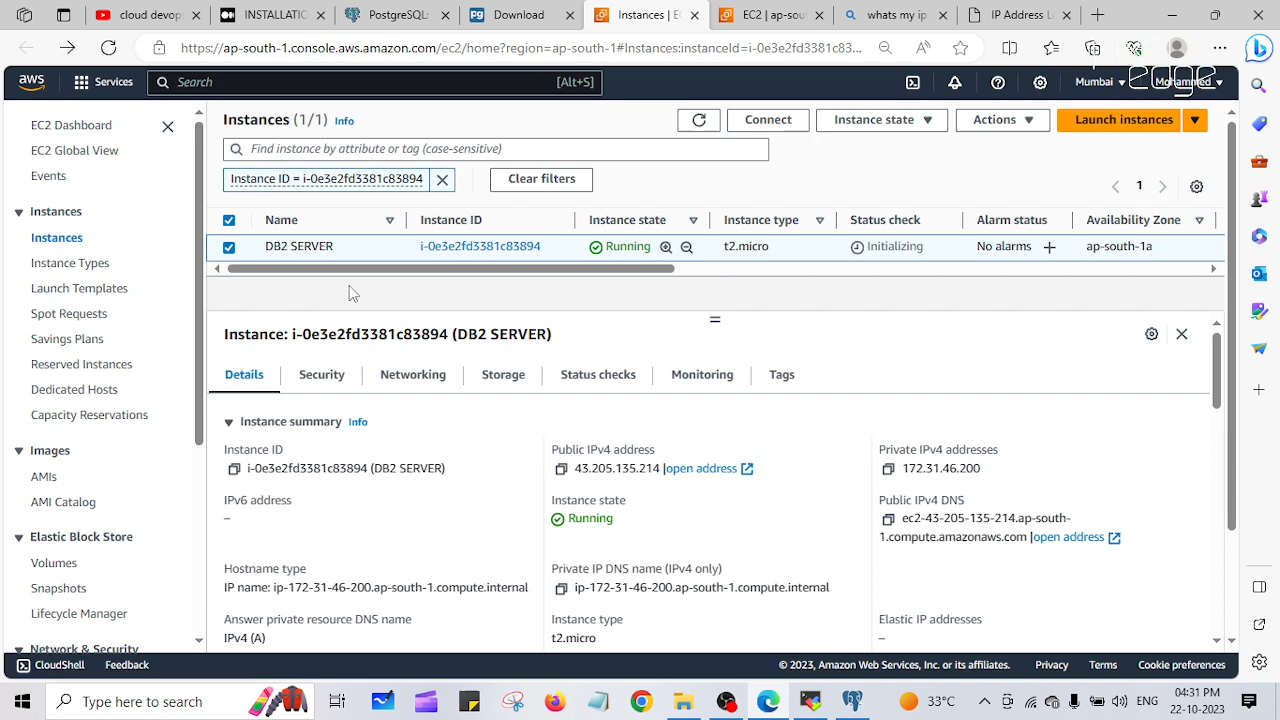 cloud devop
INSTALLATIC
PostgreSQL:
Download
Instances | E
EC2 | ap-sout
whats my ip
IP Address L
https://ap-south-1.console.aws.amazon.com/ec2/home?region=ap-south-1#Instances:instanceId=i-0e3e2fd3381c83...
aws
Services
Search
[Alt+S]
Mumbai
Mohammed
EC2 Dashboard
EC2 Global View
Events
Instances
Instances
Instance Types
Launch Templates
Spot Requests
Savings Plans
Reserved Instances
Dedicated Hosts
Capacity Reservations
Images
AMIs
AMI Catalog
Elastic Block Store
Volumes
Snapshots
Lifecycle Manager
Network & Security
Instances (1/1) Info
Connect
Instance state
Actions
Launch instances
Find instance by attribute or tag (case-sensitive)
Instance ID = i-0e3e2fd3381c83894
Clear filters
1
Name Instance ID Instance state Instance type Status check Alarm status Availability Zone
DB2 SERVER i-0e3e2fd3381c83894 Running t2.micro Initializing No alarms ap-south-1a
Instance: i-0e3e2fd3381c83894 (DB2 SERVER)
Details Security Networking Storage Status checks Monitoring Tags
Instance summary Info
Instance ID
i-0e3e2fd3381c83894 (DB2 SERVER)
Public IPv4 address
43.205.135.214 |open address
Private IPv4 addresses
172.31.46.200
IPv6 address
–
Instance state
Running
Public IPv4 DNS
ec2-43-205-135-214.ap-south-
1.compute.amazonaws.com |open address
Hostname type
IP name: ip-172-31-46-200.ap-south-1.compute.internal
Private IP DNS name (IPv4 only)
ip-172-31-46-200.ap-south-1.compute.internal
Answer private resource DNS name
IPv4 (A)
Instance type
t2.micro
Elastic IP addresses
–
CloudShell Feedback
© 2023, Amazon Web Services, Inc. or its affiliates. Privacy Terms Cookie preferences
Type here to search
33°C
ENG
04:31 PM
22-10-2023